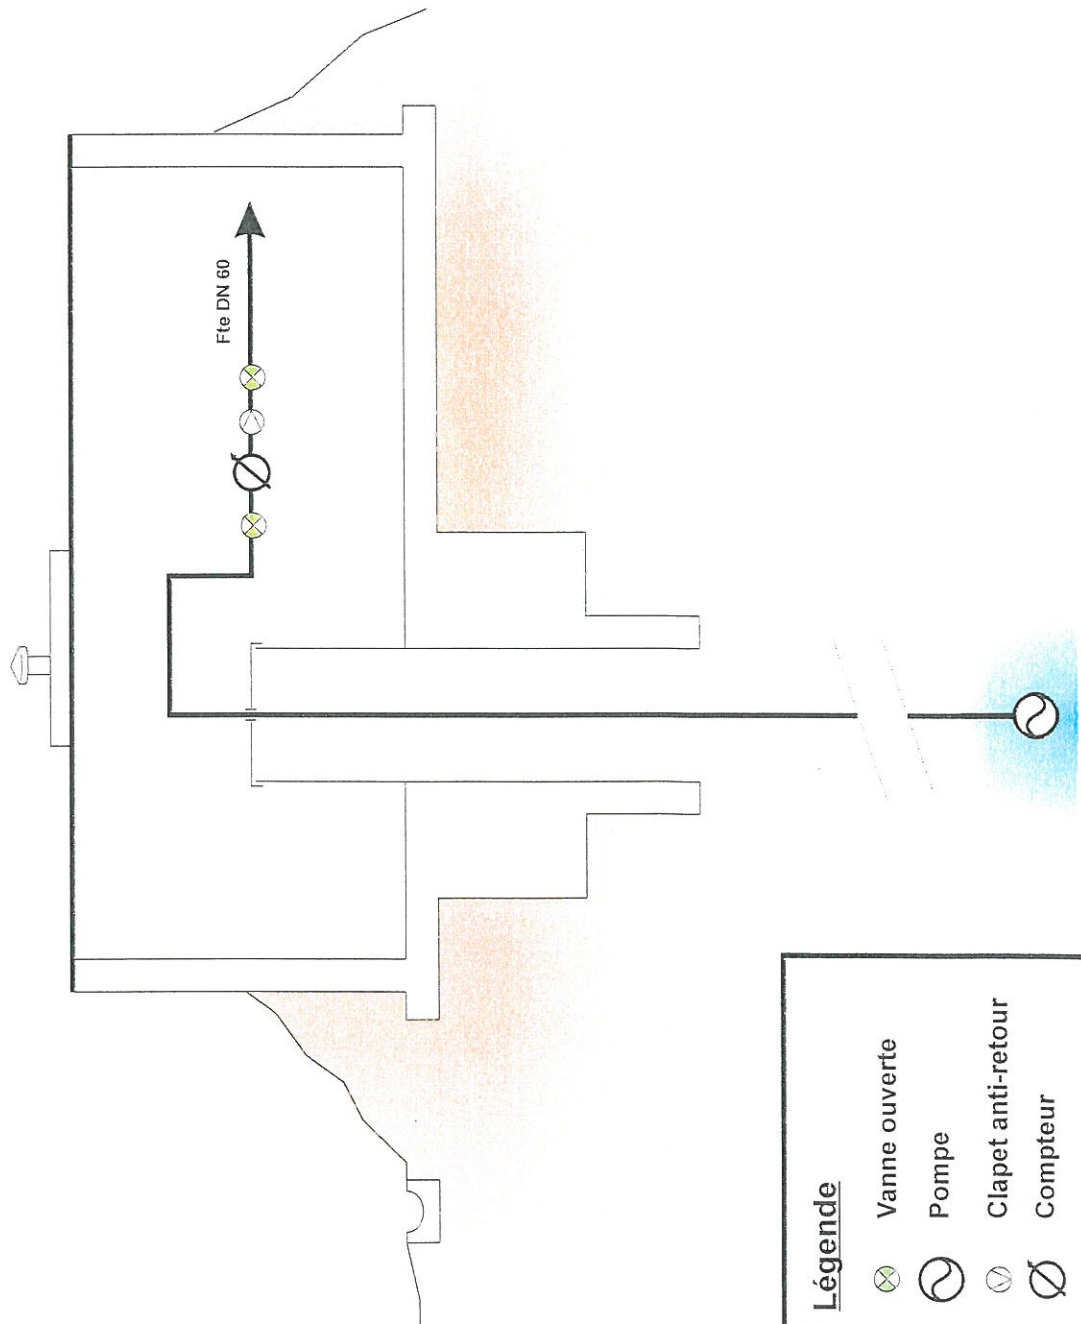 Fte DN 60
Légende
Vanne ouverte
Pompe
Clapet anti-retour
Compteur